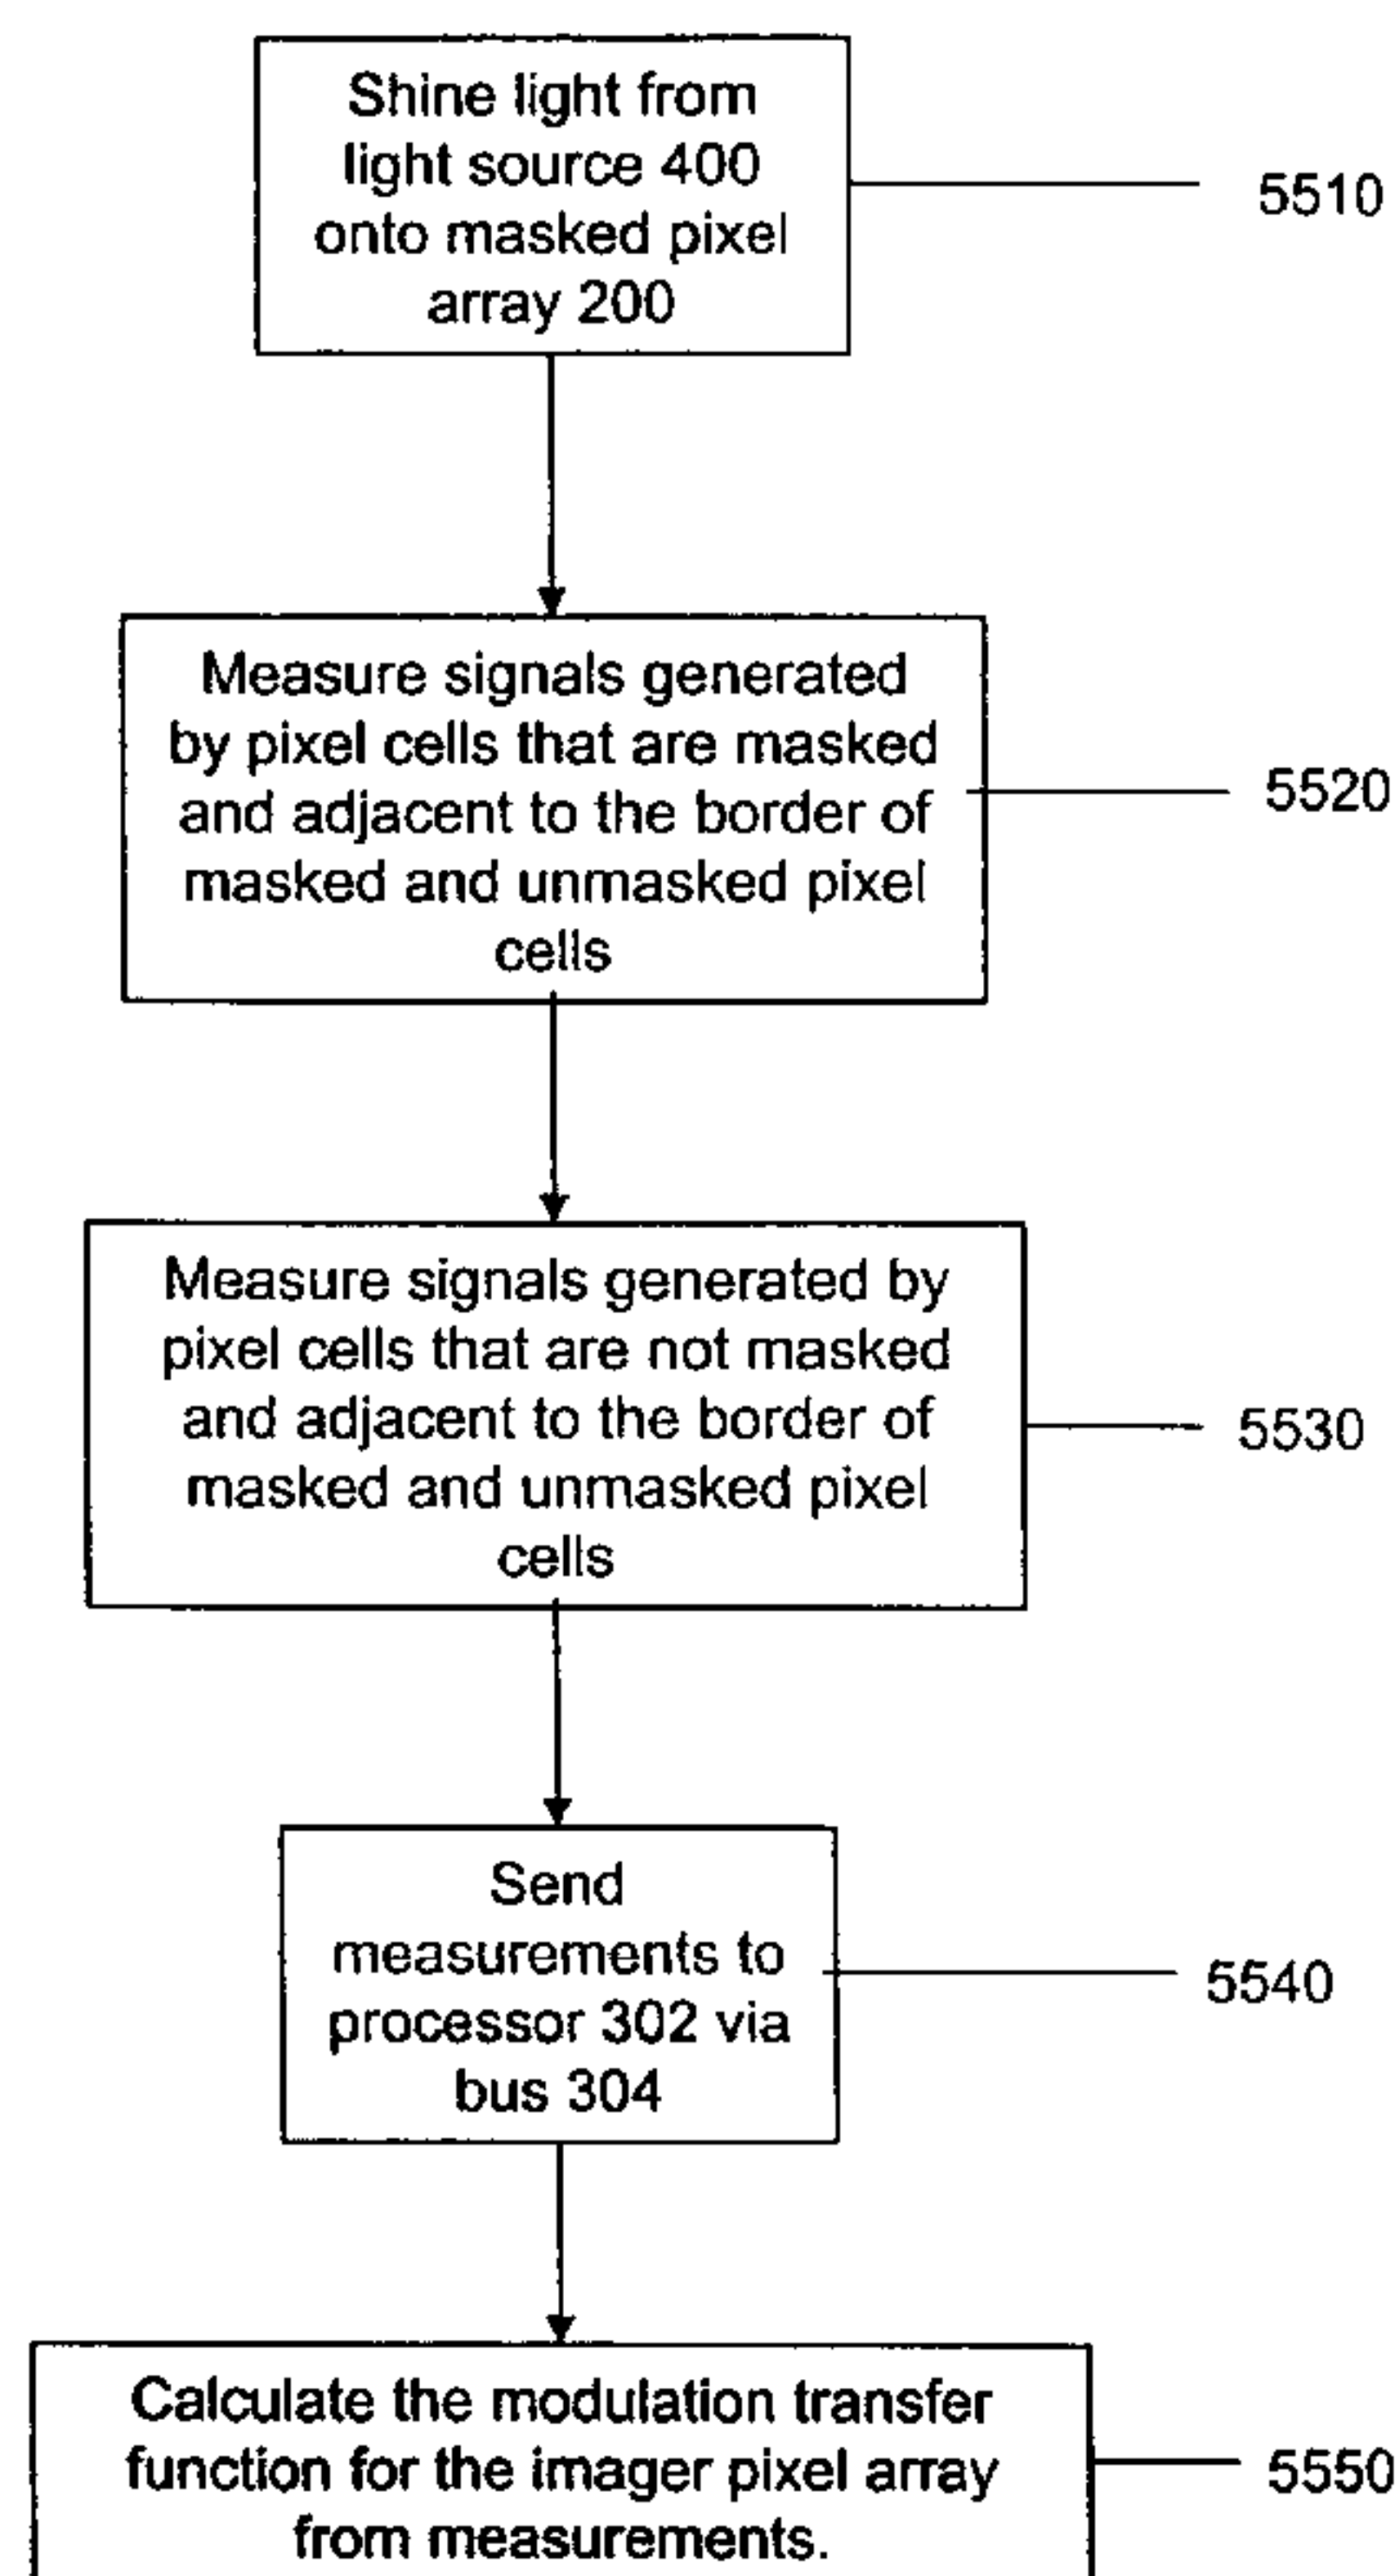 Shine light from
light source 400
onto masked pixel
array 200
5510
Measure signals generated
by pixel cells that are masked
and adjacent to the border of
masked and unmasked pixel
cells
5520
Measure signals generated by
pixel cells that are not masked
and adjacent to the border of
masked and unmasked pixel
cells
5530
Send
measurements to
processor 302 via
bus 304
5540
Calculate the modulation transfer
function for the imager pixel array
from measurements.
5550